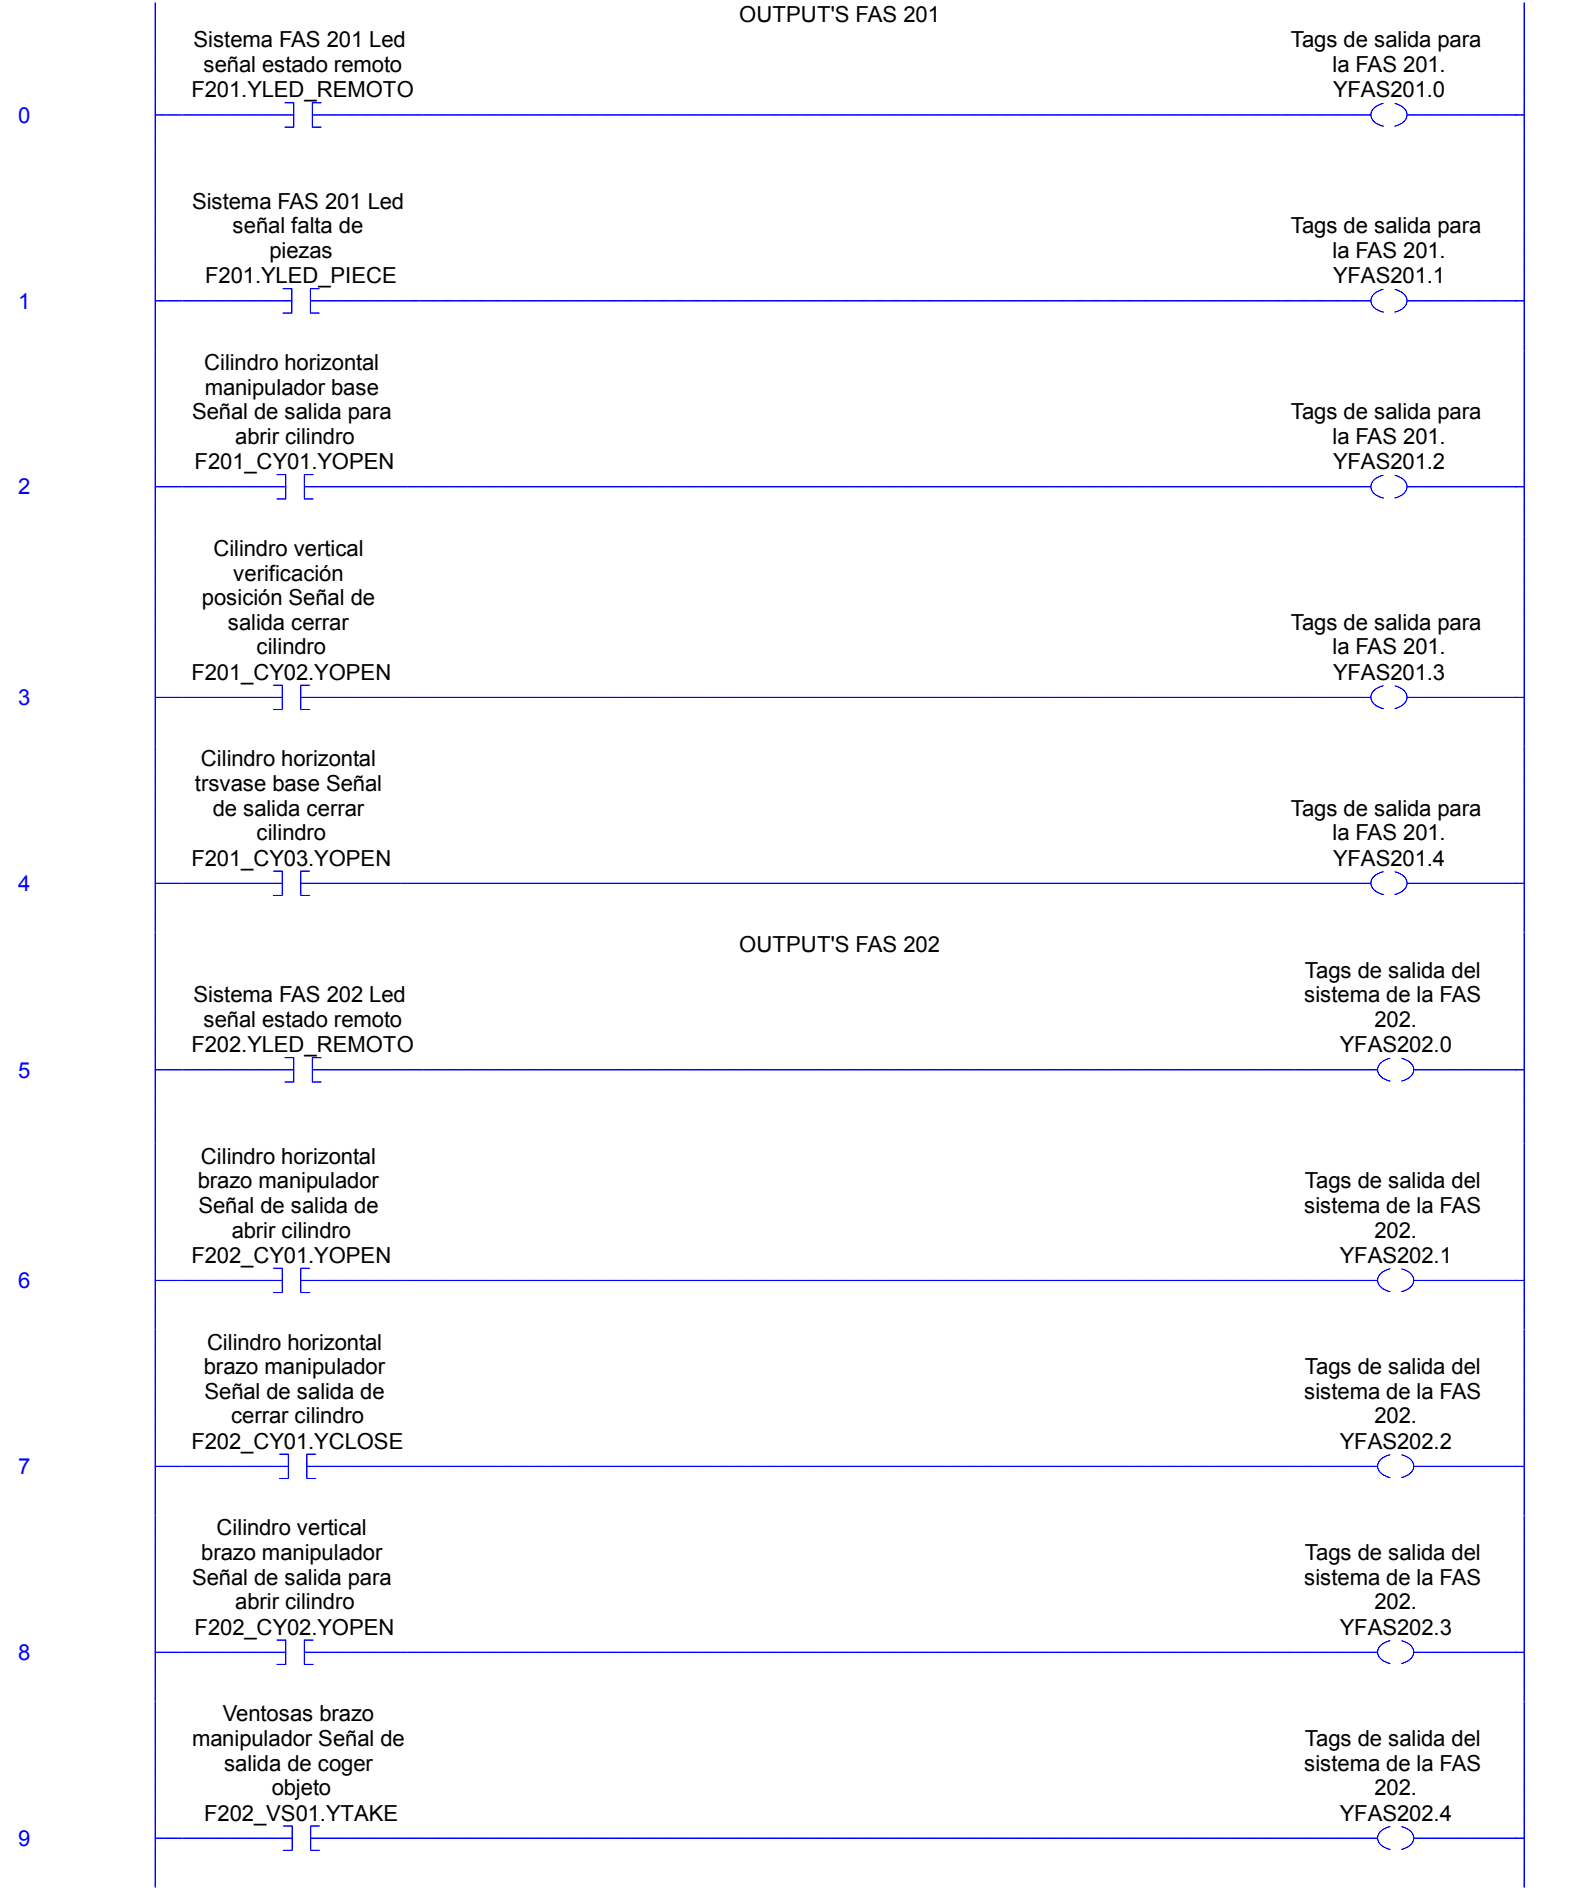 OUTPUT'S FAS 201
Sistema FAS 201 Led
señal estado remoto
F201.YLED_REMOTO
Tags de salida para
la FAS 201.
YFAS201.0
0
Sistema FAS 201 Led
señal falta de
piezas
F201.YLED_PIECE
Tags de salida para
la FAS 201.
YFAS201.1
1
Cilindro horizontal
manipulador base
Señal de salida para
abrir cilindro
F201_CY01.YOPEN
Tags de salida para
la FAS 201.
YFAS201.2
2
Cilindro vertical
verificación
posición Señal de
salida cerrar
cilindro
F201_CY02.YOPEN
Tags de salida para
la FAS 201.
YFAS201.3
3
Cilindro horizontal
trsvase base Señal
de salida cerrar
cilindro
F201_CY03.YOPEN
Tags de salida para
la FAS 201.
YFAS201.4
4
OUTPUT'S FAS 202
Sistema FAS 202 Led
señal estado remoto
F202.YLED_REMOTO
Tags de salida del
sistema de la FAS
202.
YFAS202.0
5
Cilindro horizontal
brazo manipulador
Señal de salida de
abrir cilindro
F202_CY01.YOPEN
Tags de salida del
sistema de la FAS
202.
YFAS202.1
6
Cilindro horizontal
brazo manipulador
Señal de salida de
cerrar cilindro
F202_CY01.YCLOSE
Tags de salida del
sistema de la FAS
202.
YFAS202.2
7
Cilindro vertical
brazo manipulador
Señal de salida para
abrir cilindro
F202_CY02.YOPEN
Tags de salida del
sistema de la FAS
202.
YFAS202.3
8
Ventosas brazo
manipulador Señal de
salida de coger
objeto
F202_VS01.YTAKE
Tags de salida del
sistema de la FAS
202.
YFAS202.4
9